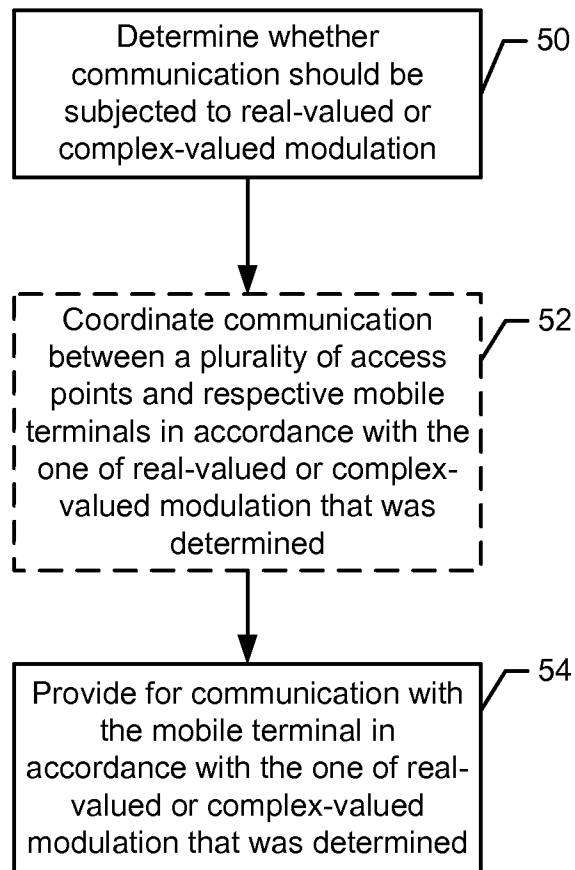 Determine whether
communication should be
subjected to real-valued or
complex-valued modulation
50
Coordinate communication
between a plurality of access
points and respective mobile
terminals in accordance with the
one of real-valued or complex-
valued modulation that was
determined
52
Provide for communication with
the mobile terminal in
accordance with the one of real-
valued or complex-valued
modulation that was determined
54